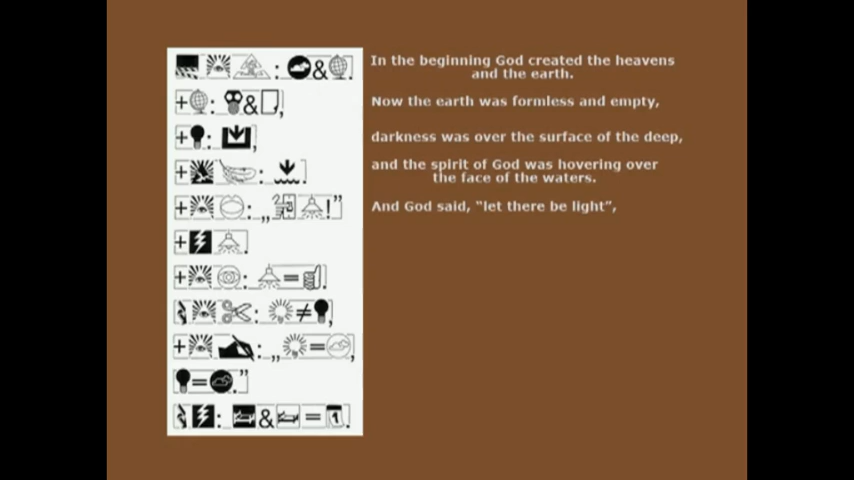 In the beginning God created the heavens
and the earth.
Now the earth was formless and empty,
darkness was over the surface of the deep,
and the spirit of God was hovering over
the face of the waters.
And God said, “let there be light”,